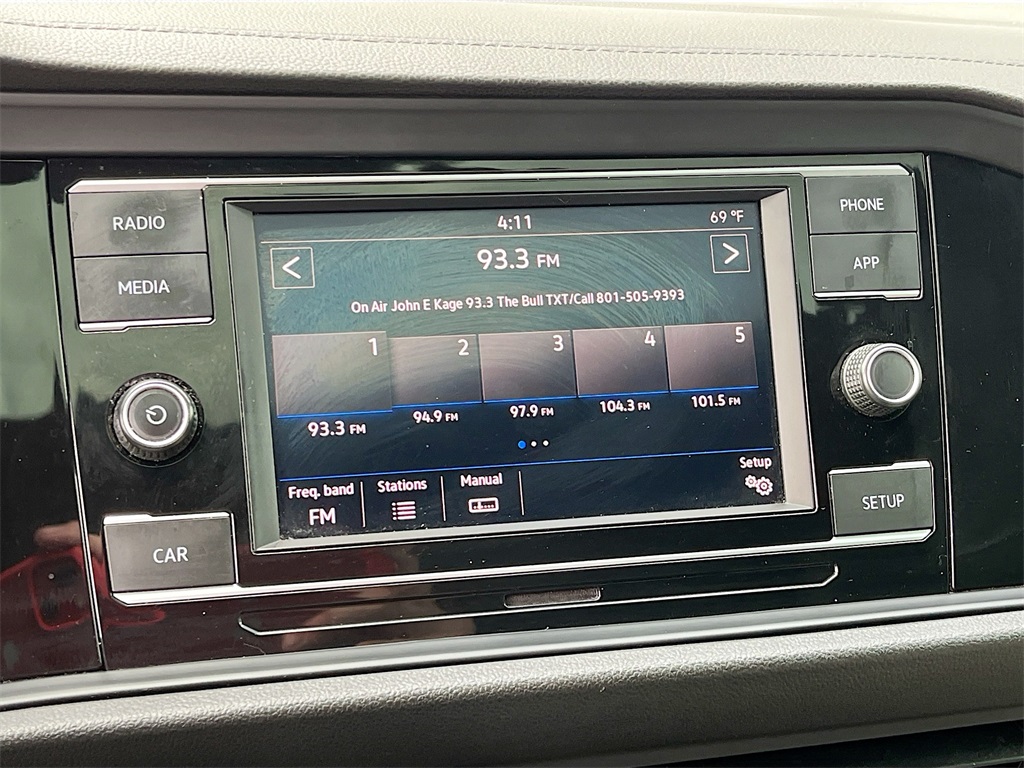 RADIO
MEDIA
CAR
PHONE
APP
SETUP
4:11
69 °F
<
93.3 FM
>
On Air John E Kage 93.3 The Bull TXT/Call 801-505-9393
1 2 3 4 5
93.3 FM 94.9 FM 97.9 FM 104.3 FM 101.5 FM
Freq. band Stations Manual Setup
FM